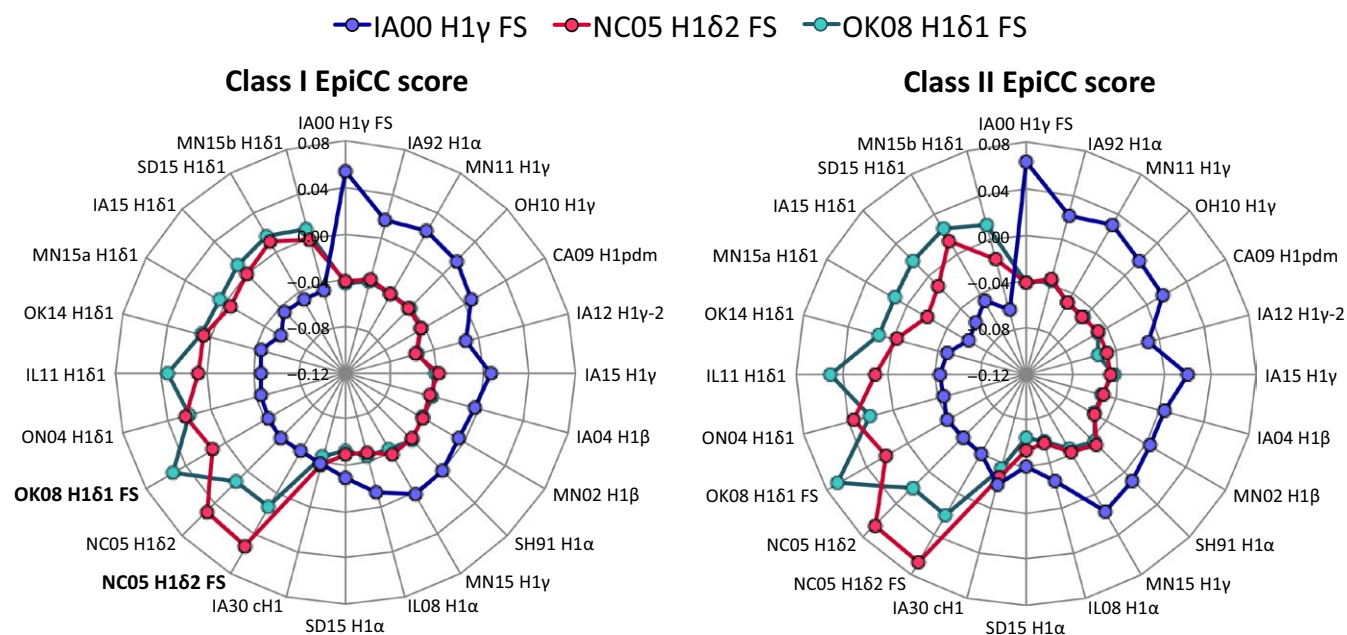 IA00 H1γ FS NC05 H1δ2 FS OK08 H1δ1 FS
Class I EpiCC score
IA00 H1γ FS
IA92 H1α
MN11 H1γ
OH10 H1γ
CA09 H1pdm
IA12 H1γ-2
IA15 H1γ
IA04 H1β
MN02 H1β
SH91 H1α
MN15 H1γ
IL08 H1α
SD15 H1α
IA30 cH1
NC05 H1δ2 FS
NC05 H1δ2
OK08 H1δ1 FS
ON04 H1δ1
IL11 H1δ1
OK14 H1δ1
MN15a H1δ1
IA15 H1δ1
SD15 H1δ1
MN15b H1δ1
0.08
0.04
0.00
−0.04
−0.08
−0.12
Class II EpiCC score
IA00 H1γ FS
IA92 H1α
MN11 H1γ
OH10 H1γ
CA09 H1pdm
IA12 H1γ-2
IA15 H1γ
IA04 H1β
MN02 H1β
SH91 H1α
MN15 H1γ
IL08 H1α
SD15 H1α
IA30 cH1
NC05 H1δ2 FS
NC05 H1δ2
OK08 H1δ1 FS
ON04 H1δ1
IL11 H1δ1
OK14 H1δ1
MN15a H1δ1
IA15 H1δ1
SD15 H1δ1
MN15b H1δ1
0.08
0.04
0.00
−0.04
−0.08
−0.12